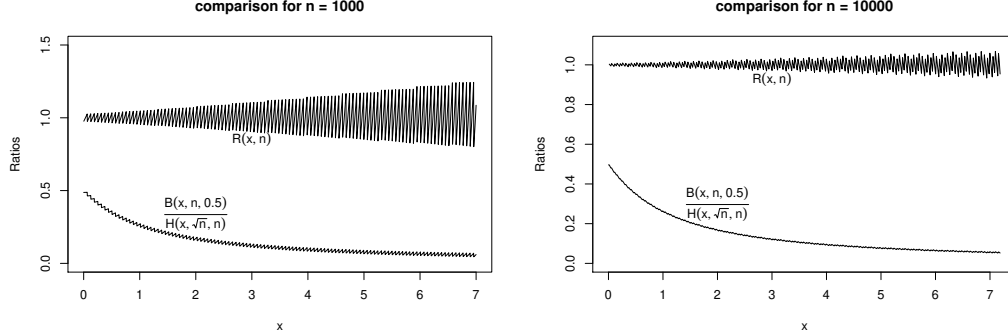 comparison for n = 1000
Ratios
1.5
1.0
0.5
0.0
R(x, n)
B(x, n, 0.5)
H(x, √n, n)
0 1 2 3 4 5 6 7
x
comparison for n = 10000
Ratios
1.0
0.8
0.6
0.4
0.2
0.0
R(x, n)
B(x, n, 0.5)
H(x, √n, n)
0 1 2 3 4 5 6 7
x